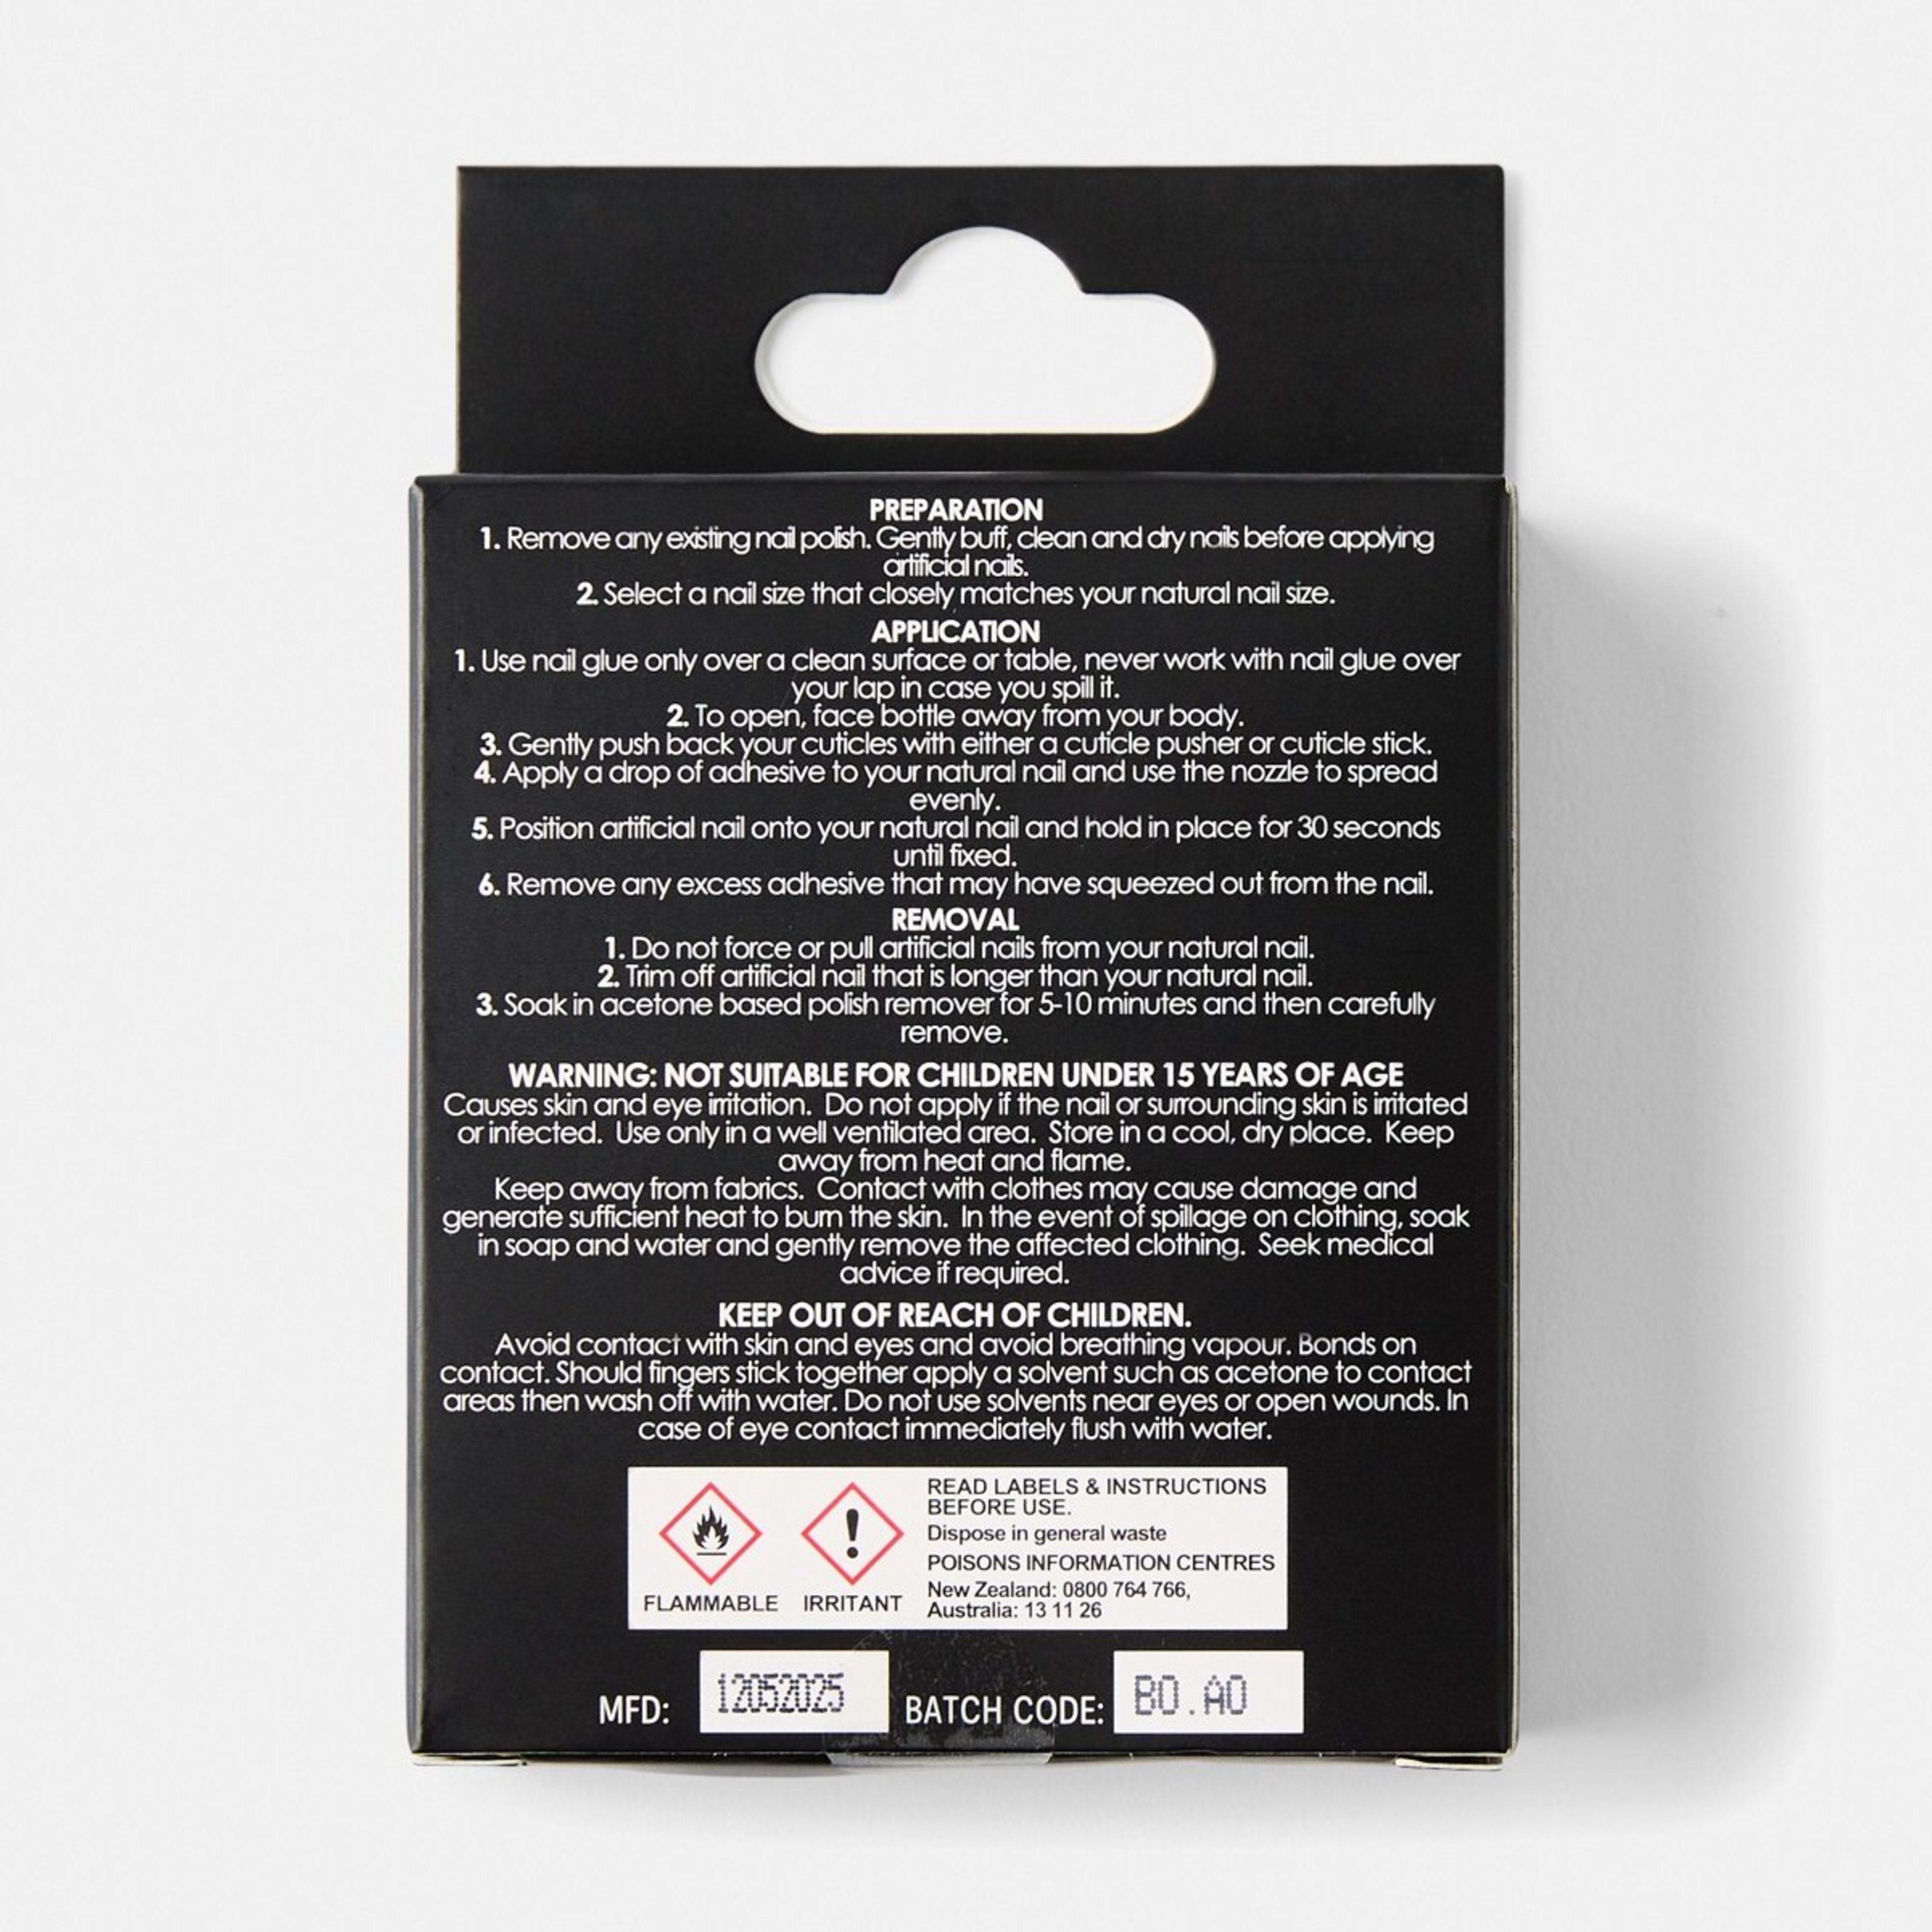 PREPARATION
1. Remove any existing nail polish. Gently buff, clean and dry nails before applying
artificial nails.
2. Select a nail size that closely matches your natural nail size.
APPLICATION
1. Use nail glue only over a clean surface or table, never work with nail glue over
your lap in case you spill it.
2. To open, face bottle away from your body.
3. Gently push back your cuticles with either a cuticle pusher or cuticle stick.
4. Apply a drop of adhesive to your natural nail and use the nozzle to spread
evenly.
5. Position artificial nail onto your natural nail and hold in place for 30 seconds
until fixed.
6. Remove any excess adhesive that may have squeezed out from the nail.
REMOVAL
1. Do not force or pull artificial nails from your natural nail.
2. Trim off artificial nail that is longer than your natural nail.
3. Soak in acetone based polish remover for 5-10 minutes and then carefully
remove.
WARNING: NOT SUITABLE FOR CHILDREN UNDER 15 YEARS OF AGE
Causes skin and eye irritation. Do not apply if the nail or surrounding skin is irritated
or infected. Use only in a well ventilated area. Store in a cool, dry place. Keep
away from heat and flame.
Keep away from fabrics. Contact with clothes may cause damage and
generate sufficient heat to burn the skin. In the event of spillage on clothing, soak
in soap and water and gently remove the affected clothing. Seek medical
advice if required.
KEEP OUT OF REACH OF CHILDREN.
Avoid contact with skin and eyes and avoid breathing vapour. Bonds on
contact. Should fingers stick together apply a solvent such as acetone to contact
areas then wash off with water. Do not use solvents near eyes or open wounds. In
case of eye contact immediately flush with water.
READ LABELS & INSTRUCTIONS
BEFORE USE.
Dispose in general waste
POISONS INFORMATION CENTRES
New Zealand: 0800 764 766,
Australia: 13 11 26
FLAMMABLE IRRITANT
MFD: 12052025 BATCH CODE: BO.AO